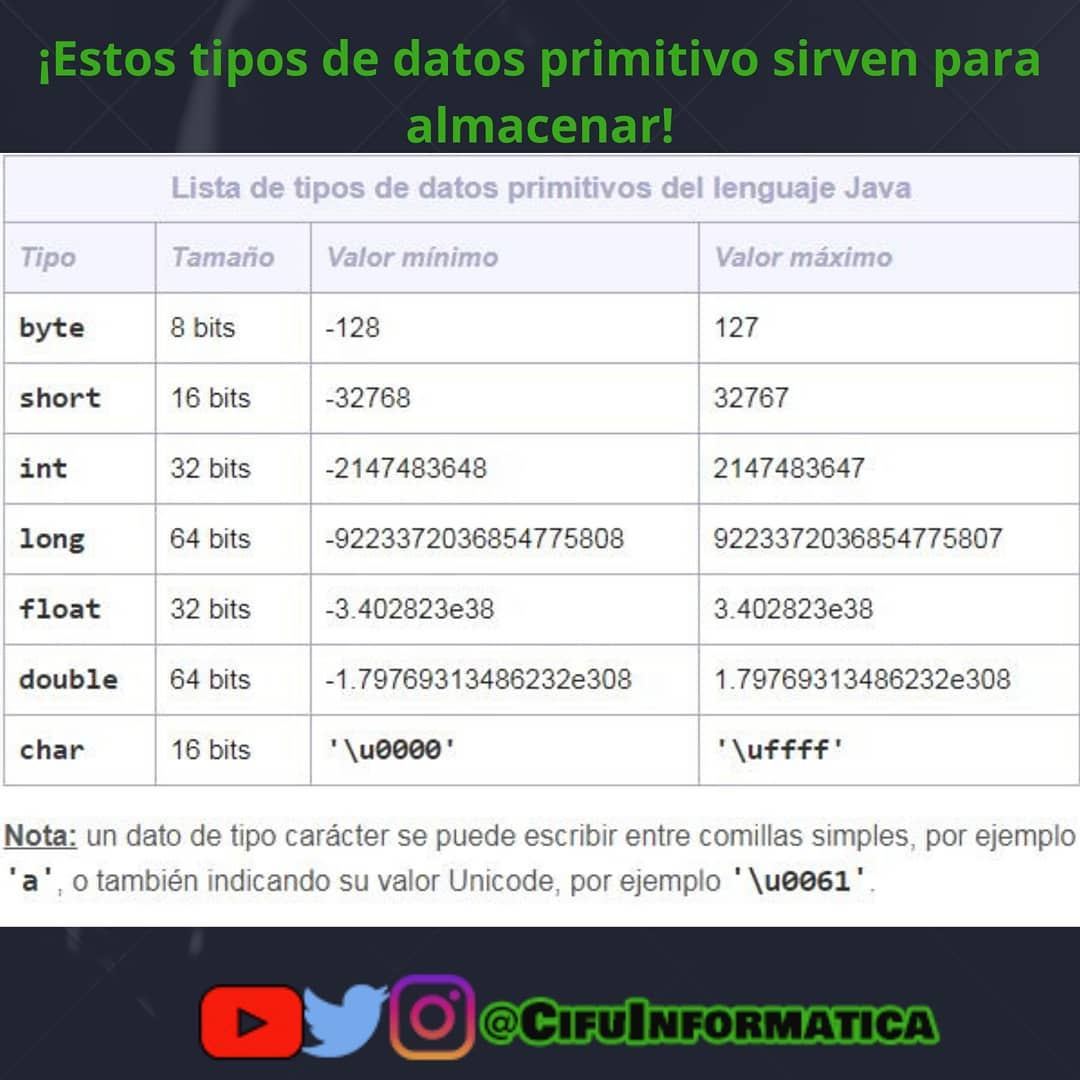 ¡Estos tipos de datos primitivo sirven para
almacenar!
Lista de tipos de datos primitivos del lenguaje Java
Tipo Tamaño Valor mínimo Valor máximo
byte 8 bits -128 127
short 16 bits -32768 32767
int 32 bits -2147483648 2147483647
long 64 bits -9223372036854775808 9223372036854775807
float 32 bits -3.402823e38 3.402823e38
double 64 bits -1.79769313486232e308 1.79769313486232e308
char 16 bits '\u0000' '\uffff'
Nota: un dato de tipo carácter se puede escribir entre comillas simples, por ejemplo
'a', o también indicando su valor Unicode, por ejemplo '\u0061'.
@CIFUINFORMATICA